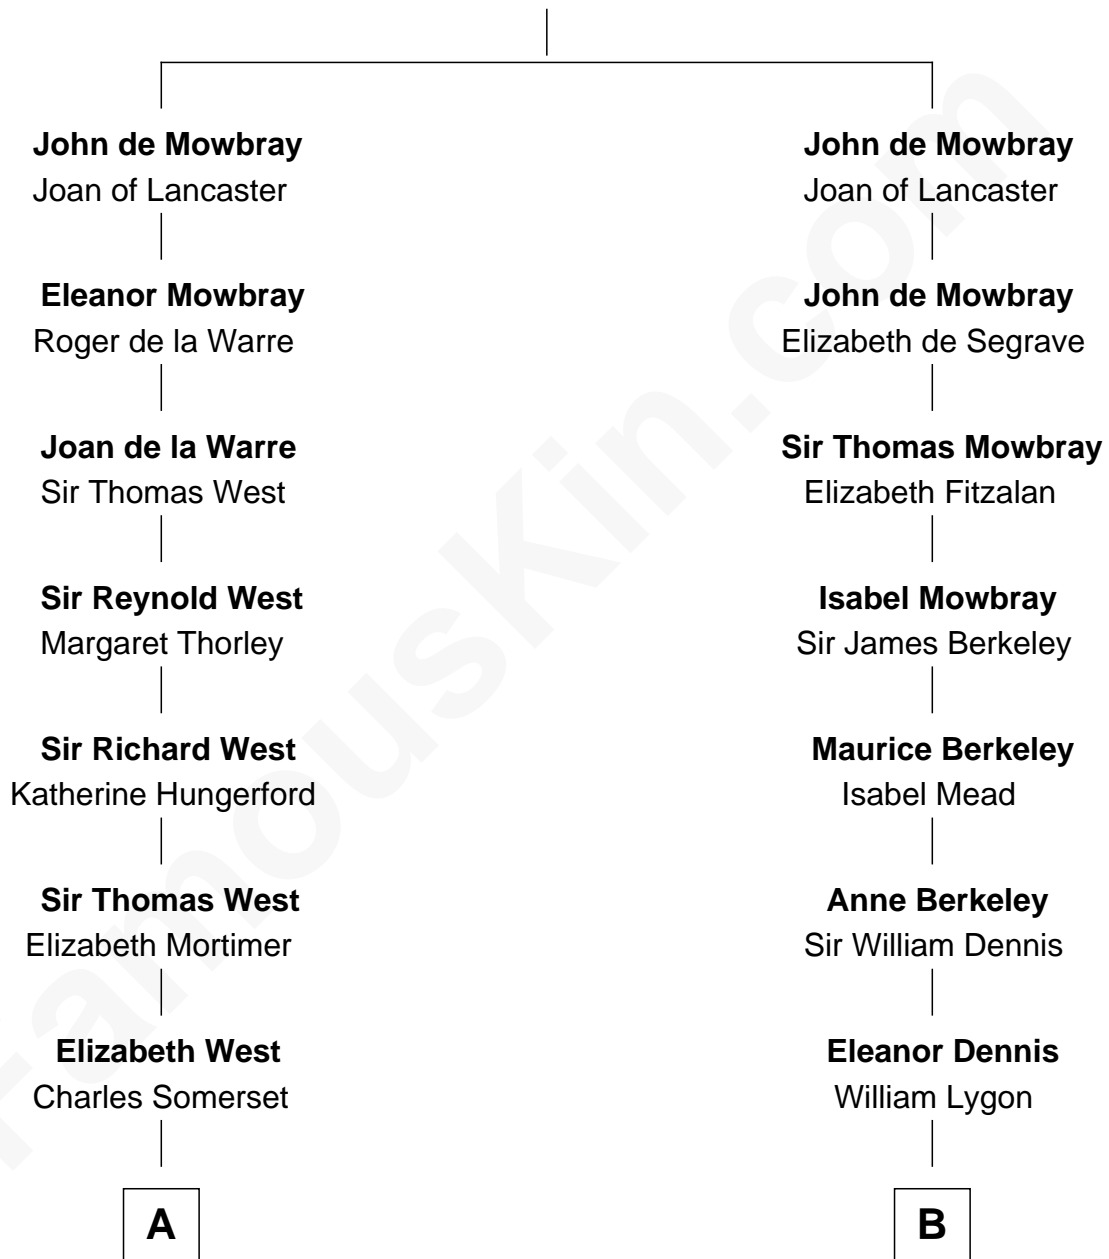 John de Mowbray
Joan of Lancaster
Eleanor Mowbray
Roger de la Warre
Joan de la Warre
Sir Thomas West
Sir Reynold West
Margaret Thorley
Sir Richard West
Katherine Hungerford
Sir Thomas West
Elizabeth Mortimer
Elizabeth West
Charles Somerset
A
John de Mowbray
Joan of Lancaster
John de Mowbray
Elizabeth de Segrave
Sir Thomas Mowbray
Elizabeth Fitzalan
Isabel Mowbray
Sir James Berkeley
Maurice Berkeley
Isabel Mead
Anne Berkeley
Sir William Dennis
Eleanor Dennis
William Lygon
B
FamousKin.com